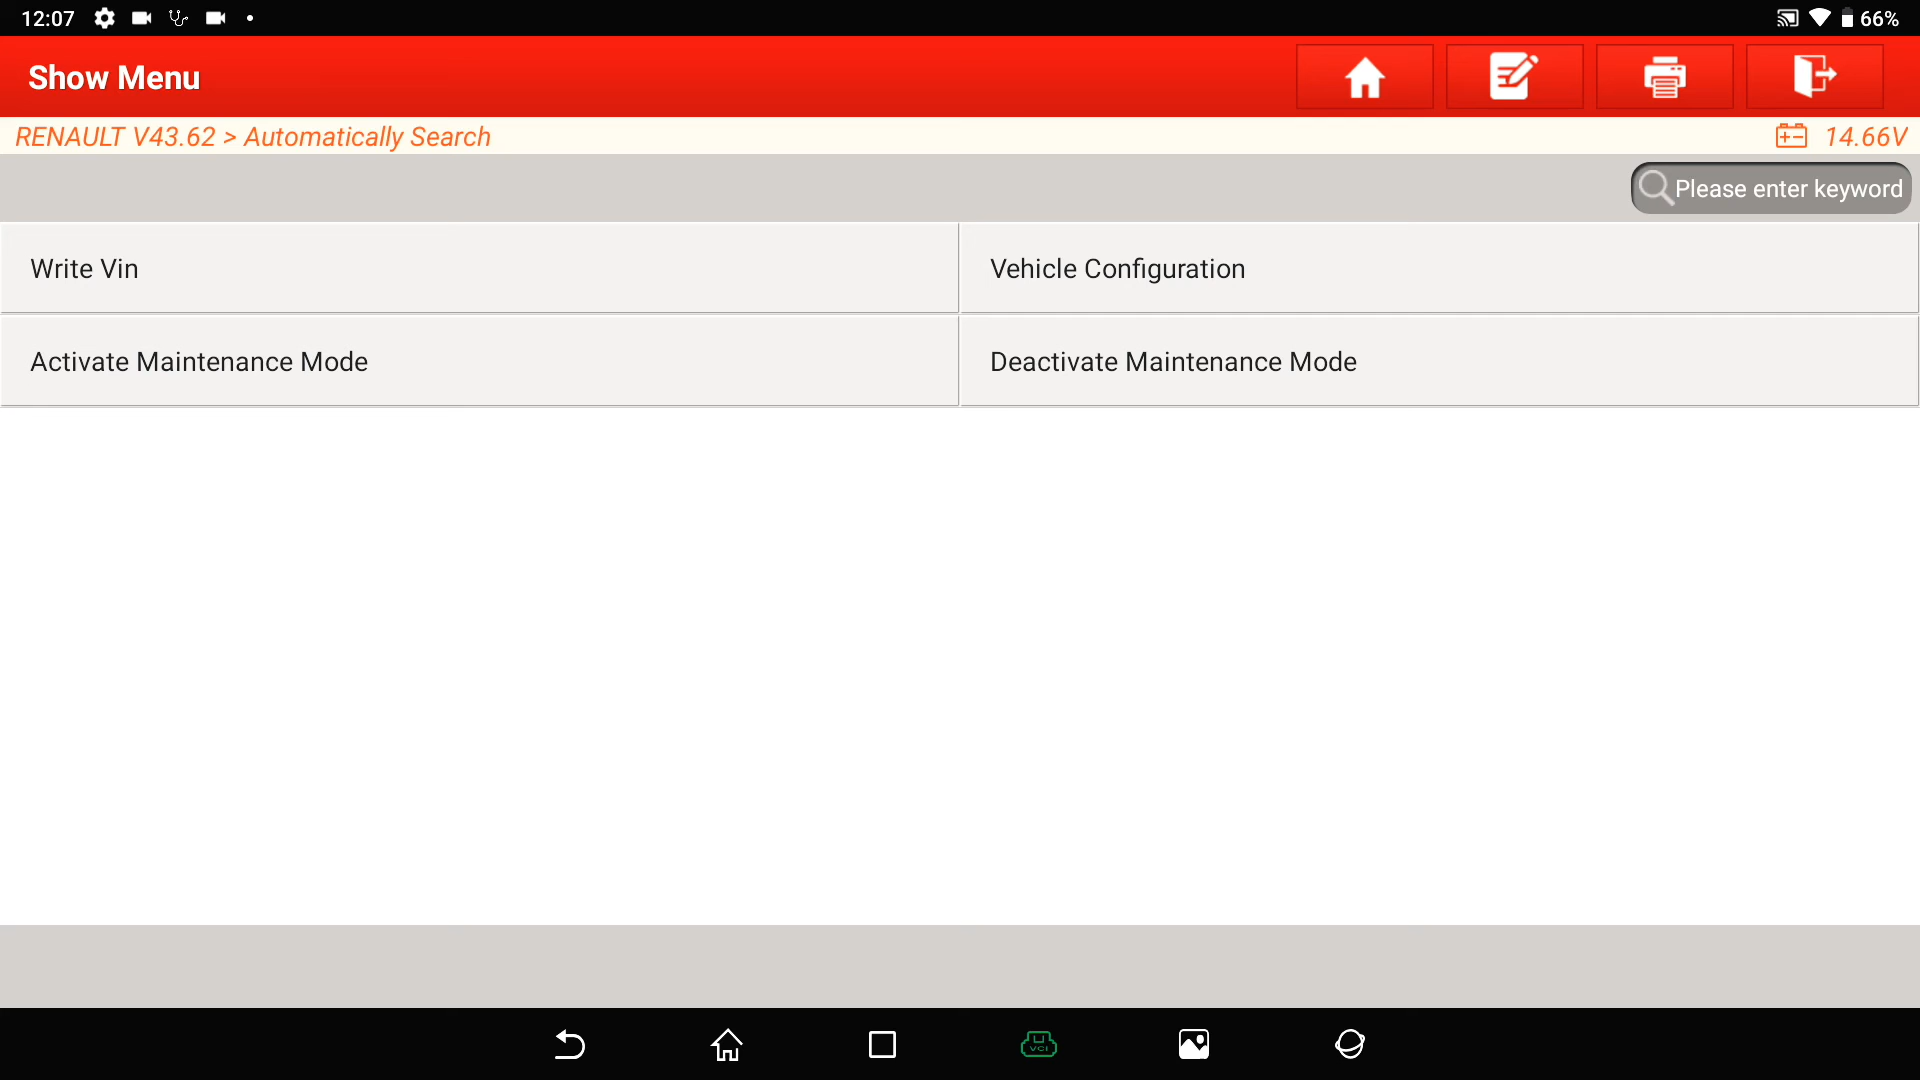 12:07
66%
Show Menu
RENAULT V43.62 > Automatically Search
14.66V
Please enter keyword
Write Vin
Vehicle Configuration
Activate Maintenance Mode
Deactivate Maintenance Mode
VCI